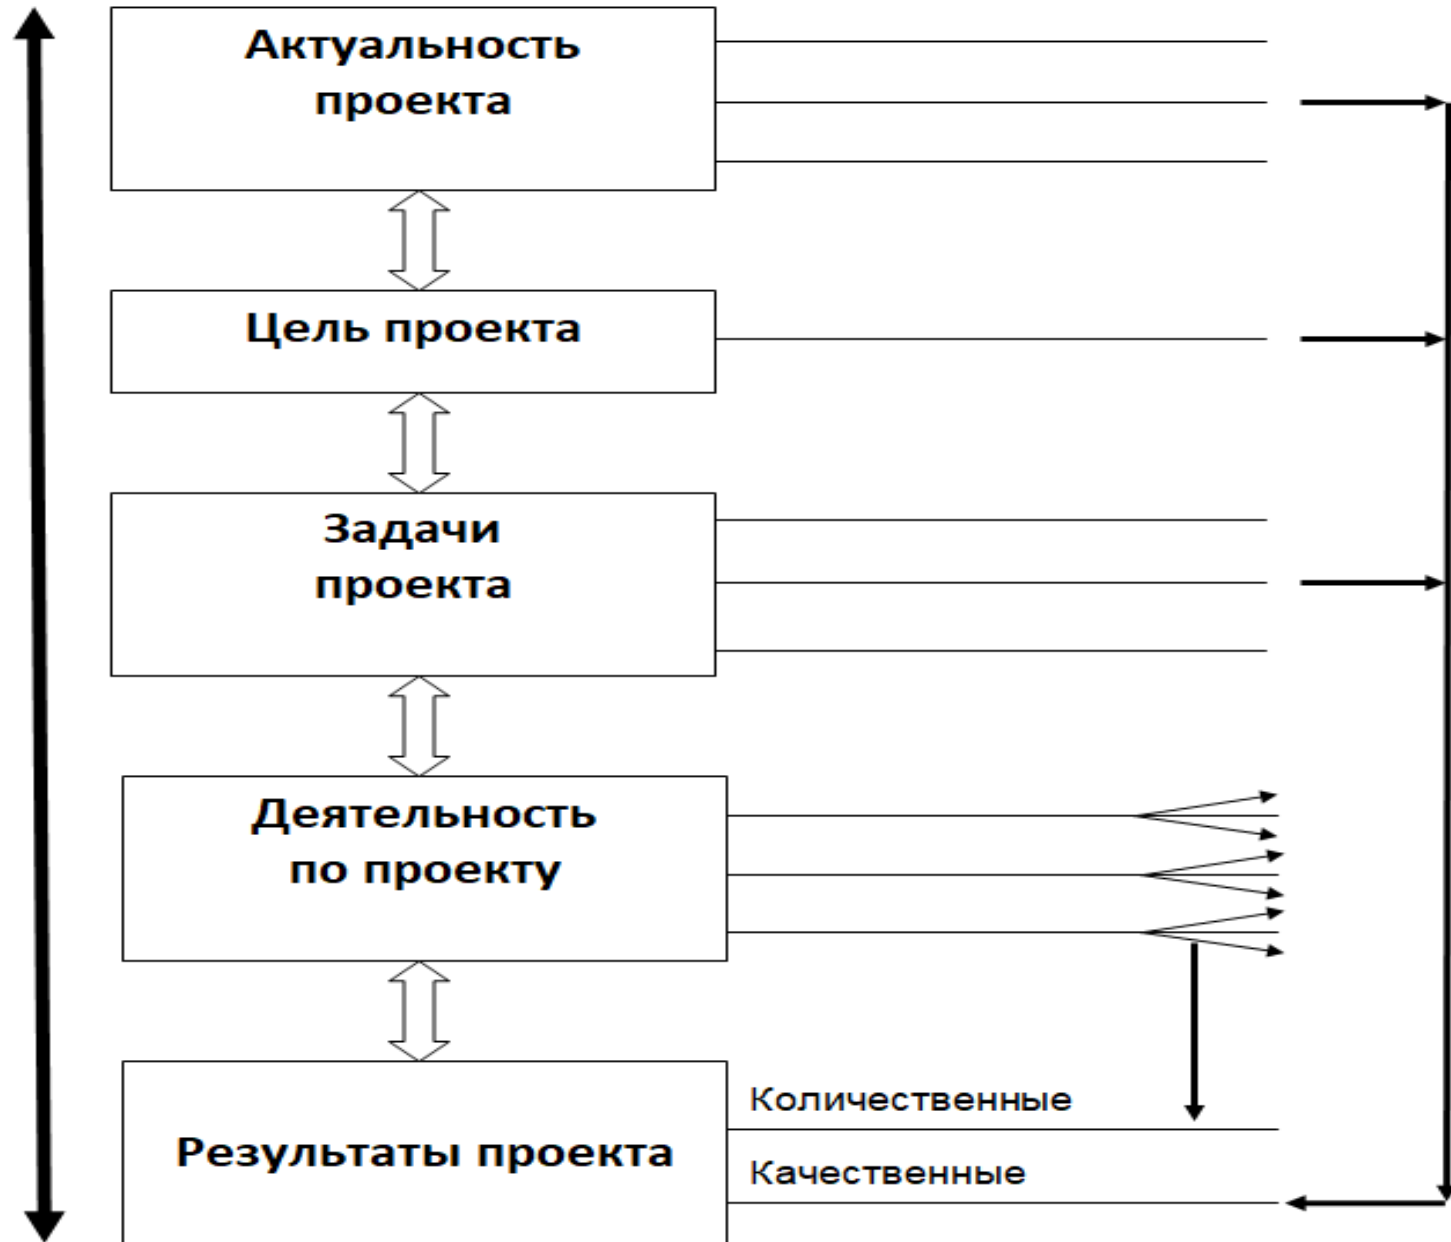 Актуальность
проекта
Цель проекта
Задачи
проекта
Деятельность
по проекту
Результаты проекта
Количественные
Качественные